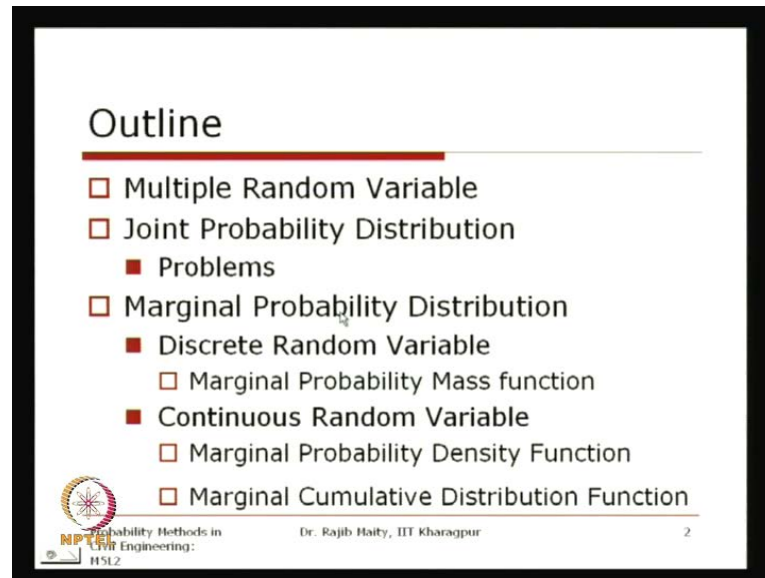 Outline
Multiple Random Variable
Joint Probability Distribution
Problems
Marginal Probability Distribution
Discrete Random Variable
Marginal Probability Mass function
Continuous Random Variable
Marginal Probability Density Function
Marginal Cumulative Distribution Function
NPTEL
Probability Methods in
Civil Engineering:
M5L2
Dr. Rajib Maity, IIT Kharagpur
2